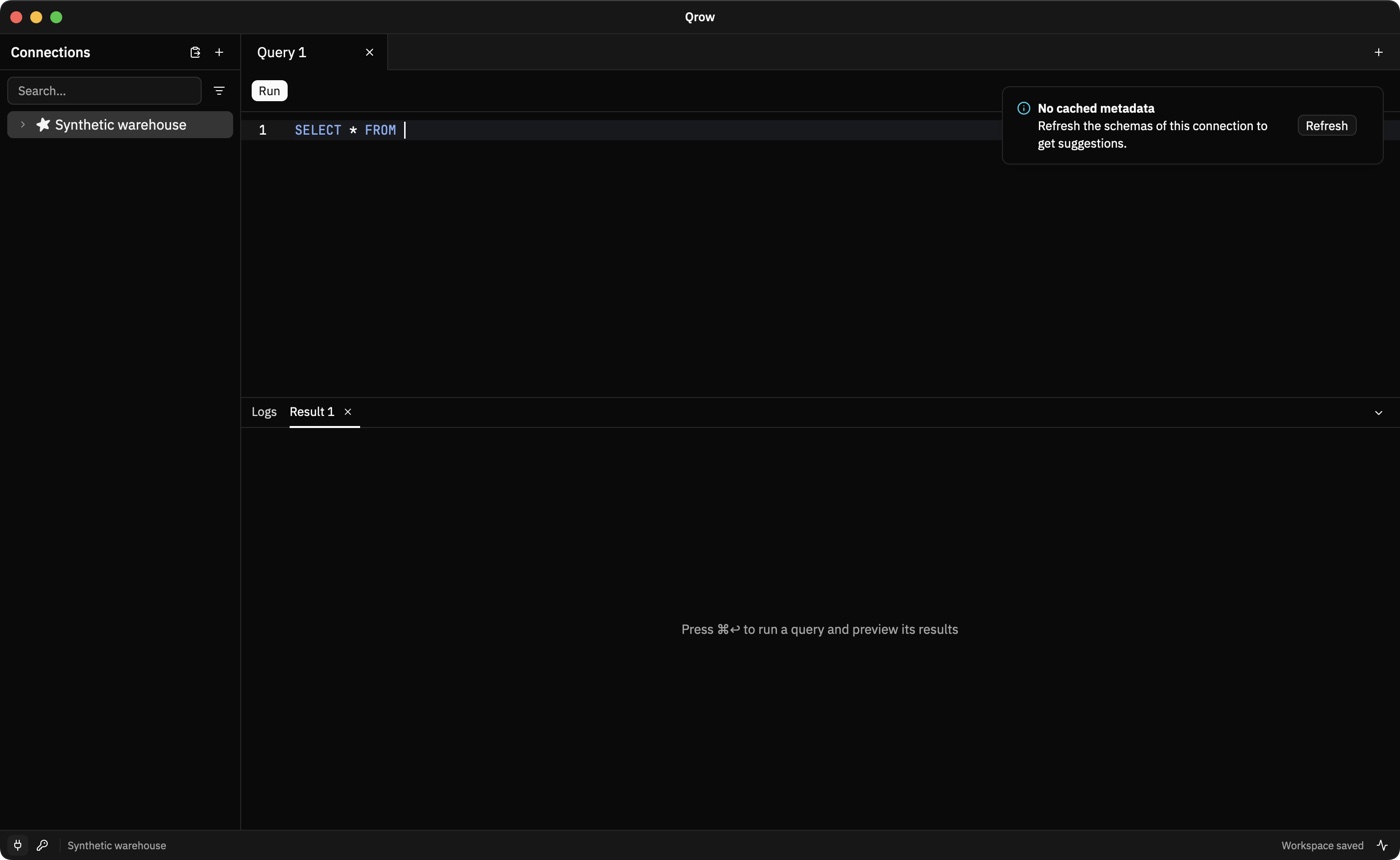 Qrow
Connections
Query 1
Search...
Run
Synthetic warehouse
No cached metadata
Refresh the schemas of this connection to
get suggestions.
Refresh
1 SELECT * FROM
Logs
Result 1
Press ⌘↩ to run a query and preview its results
Synthetic warehouse
Workspace saved